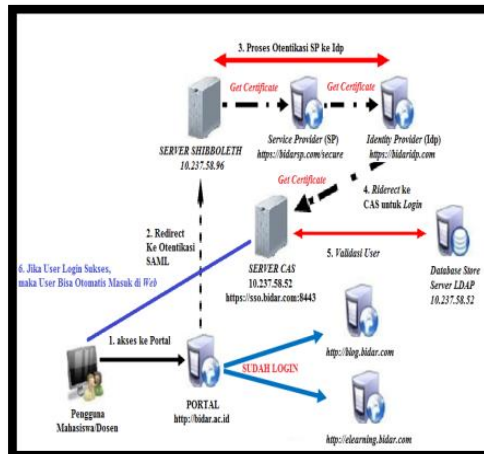 3. Proses Otentikasi SP ke Idp
Get Certificate
Get Certificate
SERVER SHIBBOLETH
10.237.58.96
Service Provider (SP)
https://bidarsp.com/secure
Identity Provider (Idp)
https://bidaridp.com
Get Certificate
4. Riderect ke
CAS untuk Login
2. Redirect
Ke Otentikasi
SAML
5. Validasi User
6. Jika User Login Sukses,
maka User Bisa Otomatis Masuk di Web
SERVER CAS
10.237.58.52
https://sso.bidar.com:8443
Database Store
Server LDAP
10.237.58.52
1. akses ke Portal
http://blog.bidar.com
SUDAH LOGIN
Pengguna
Mahasiswa/Dosen
PORTAL
http://bidar.ac.id
http://elearning.bidar.com